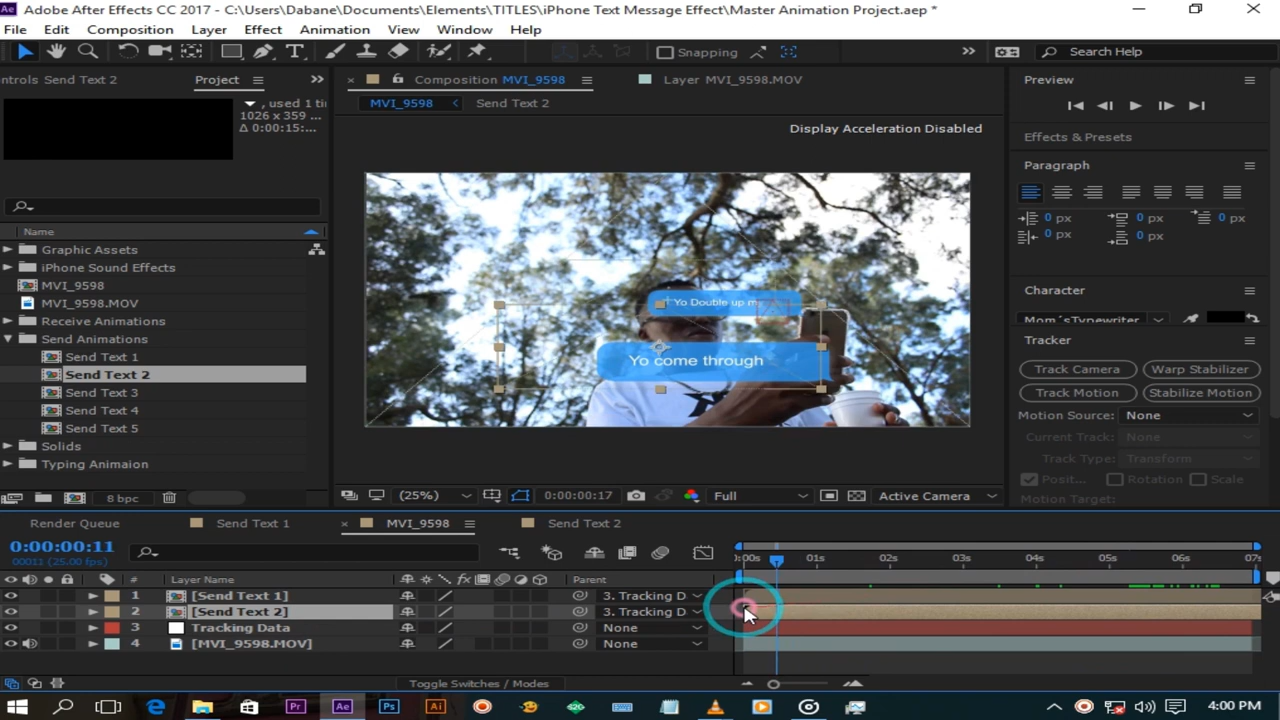 Adobe After Effects CC 2017 - C:\Users\Dabane\Documents\Elements\TITLES\iPhone Text Message Effect\Master Animation Project.aep *
File Edit Composition Layer Effect Animation View Window Help
Snapping
Search Help
ntrols Send Text 2
Project
Composition MVI_9598
Layer MVI_9598.MOV
Preview
MVI_9598
Send Text 2
, used 1 ti
1026 x 359 ...
Δ 0:00:15:...
Display Acceleration Disabled
Effects & Presets
Paragraph
0 px 0 px 0 px
0 px 0 px
Name
Graphic Assets
iPhone Sound Effects
MVI_9598
MVI_9598.MOV
Receive Animations
Send Animations
Send Text 1
Send Text 2
Send Text 3
Send Text 4
Send Text 5
Solids
Typing Animaion
Yo Double up m
Yo come through
Character
Mom´sTypewriter
Tracker
Track Camera Warp Stabilizer
Track Motion Stabilize Motion
Motion Source: None
Current Track: None
Track Type: Transform
Posit... Rotation Scale
Motion Target:
8 bpc
(25%)
0:00:00:17
Full
Active Camera
Render Queue
Send Text 1
MVI_9598
Send Text 2
0:00:00:11
00011 (25.00 fps)
:00s 01s 02s 03s 04s 05s 06s 07s
# Layer Name Parent
1 [Send Text 1] 3. Tracking D
2 [Send Text 2] 3. Tracking D
3 Tracking Data None
4 [MVI_9598.MOV] None
Toggle Switches / Modes
4:00 PM